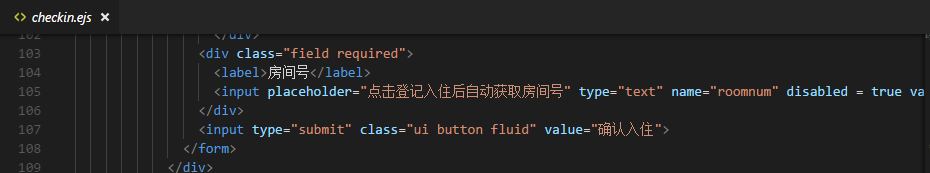 <> checkin.ejs ×
102 </div>
103 <div class="field required">
104 <label>房间号</label>
105 <input placeholder="点击登记入住后自动获取房间号" type="text" name="roomnum" disabled = true va
106 </div>
107 <input type="submit" class="ui button fluid" value="确认入住">
108 </form>
109 </div>